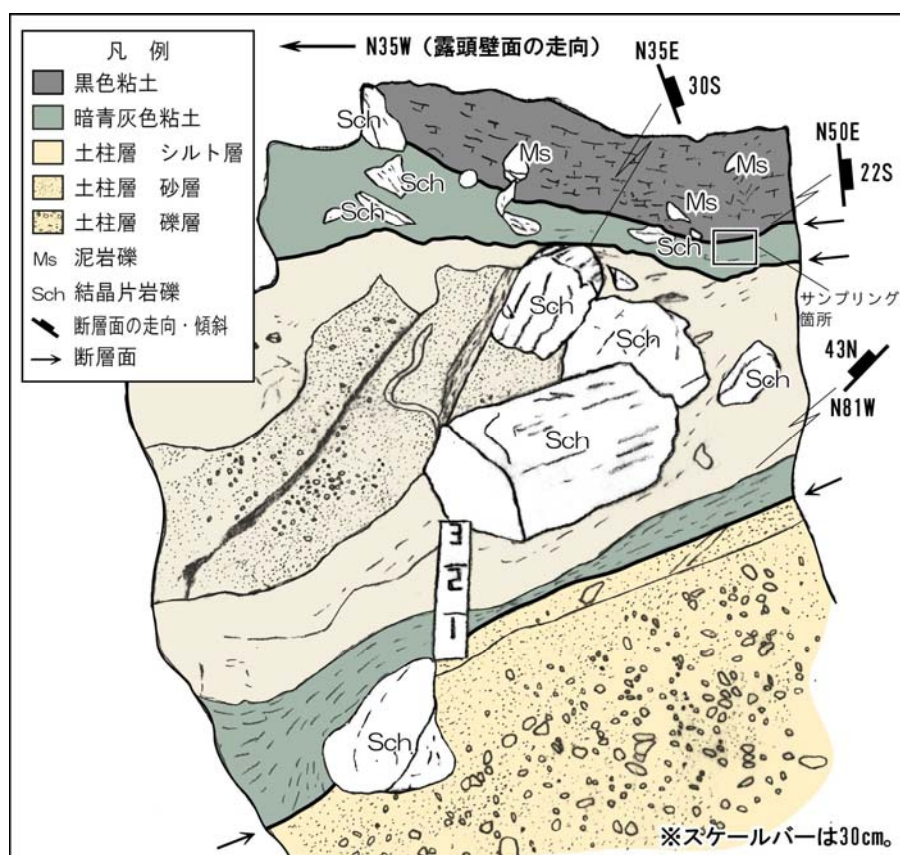 凡 例
黒色粘土
暗青灰色粘土
土柱層 シルト層
土柱層 砂層
土柱層 礫層
Ms 泥岩礫
Sch 結晶片岩礫
断層面の走向・傾斜
断層面
N35W（露頭壁面の走向）
N35E
30S
N50E
22S
Sch
Ms
Ms
Sch
Ms
Sch
Sch
サンプリング
箇所
Sch
Sch
43N
Sch
N81W
Sch
3
2
1
Sch
※スケールバーは30cm。